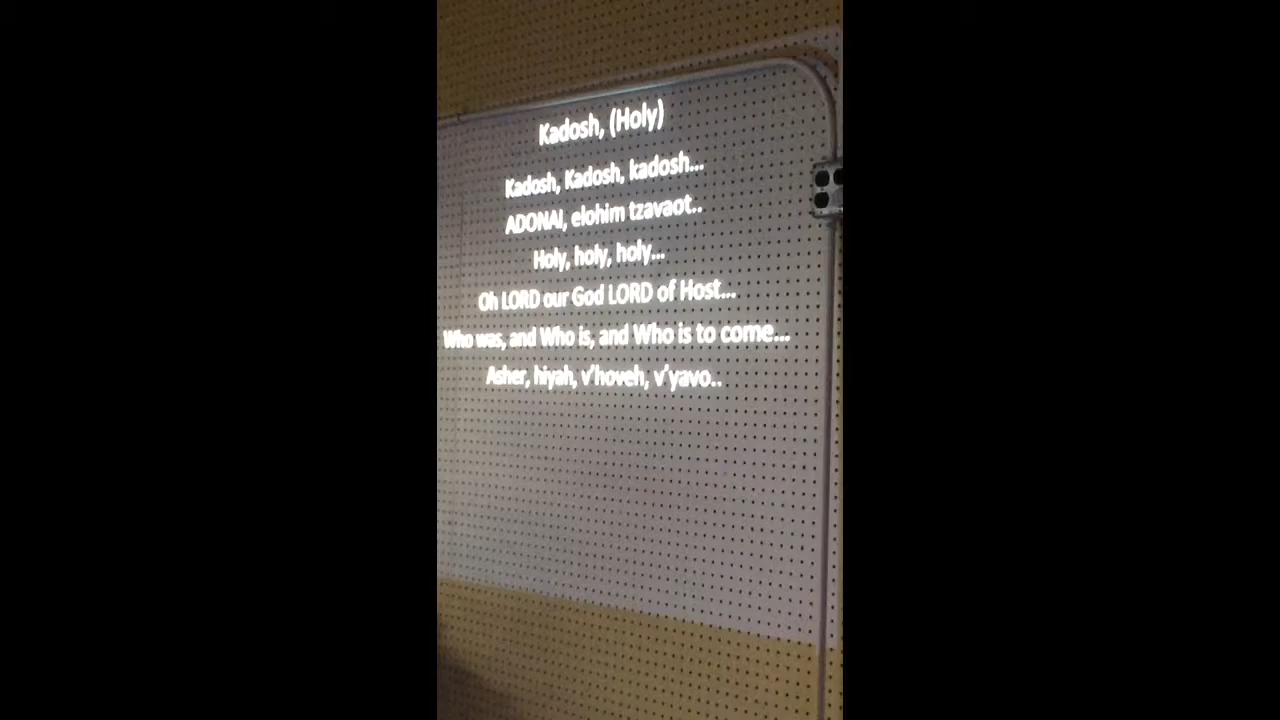 Kadosh, (Holy)
Kadosh, Kadosh, kadosh...
ADONAI, elohim tzavaot..
Holy, holy, holy...
Oh LORD our God LORD of Host...
Who was, and Who is, and Who is to come...
Asher, hiyah, v'hoveh, v'yavo..